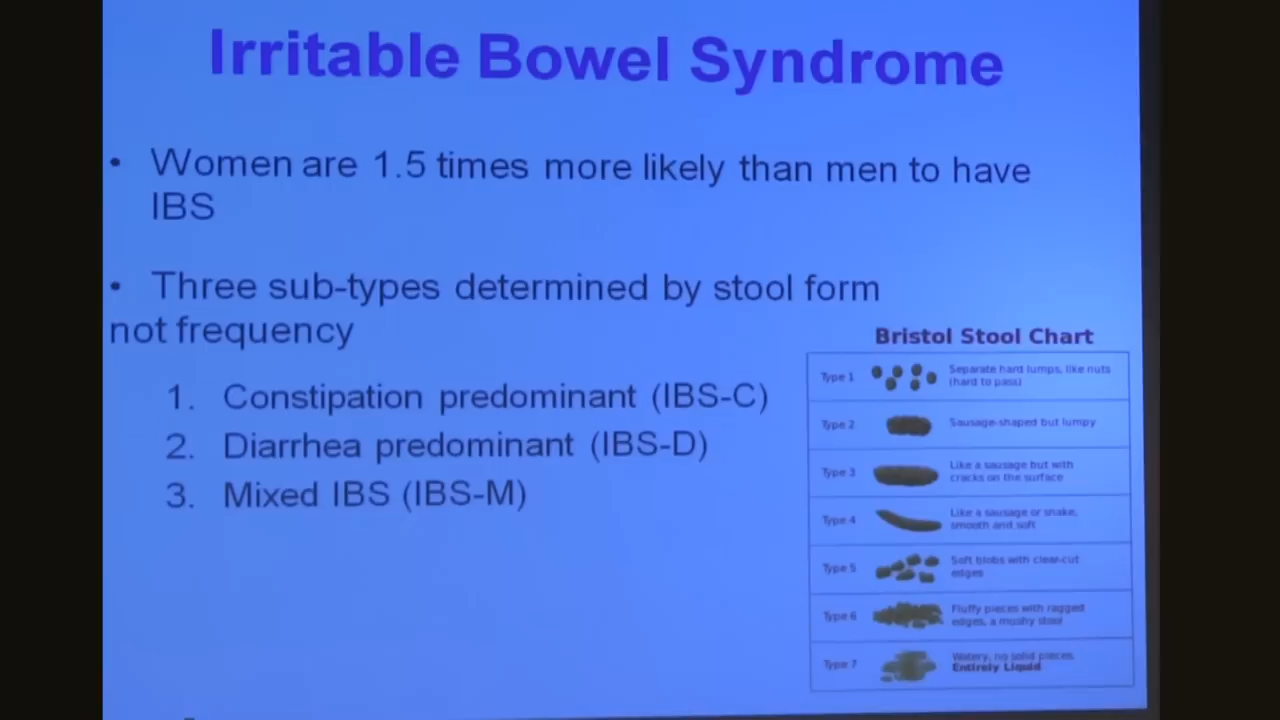 Irritable Bowel Syndrome
• Women are 1.5 times more likely than men to have
IBS
• Three sub-types determined by stool form
not frequency
1. Constipation predominant (IBS-C)
2. Diarrhea predominant (IBS-D)
3. Mixed IBS (IBS-M)
Bristol Stool Chart
Type 1 Separate hard lumps, like nuts
(hard to pass)
Type 2 Sausage-shaped but lumpy
Type 3 Like a sausage but with
cracks on the surface
Type 4 Like a sausage or snake,
smooth and soft
Type 5 Soft blobs with clear-cut
edges
Type 6 Fluffy pieces with ragged
edges, a mushy stool
Type 7 Watery, no solid pieces.
Entirely Liquid